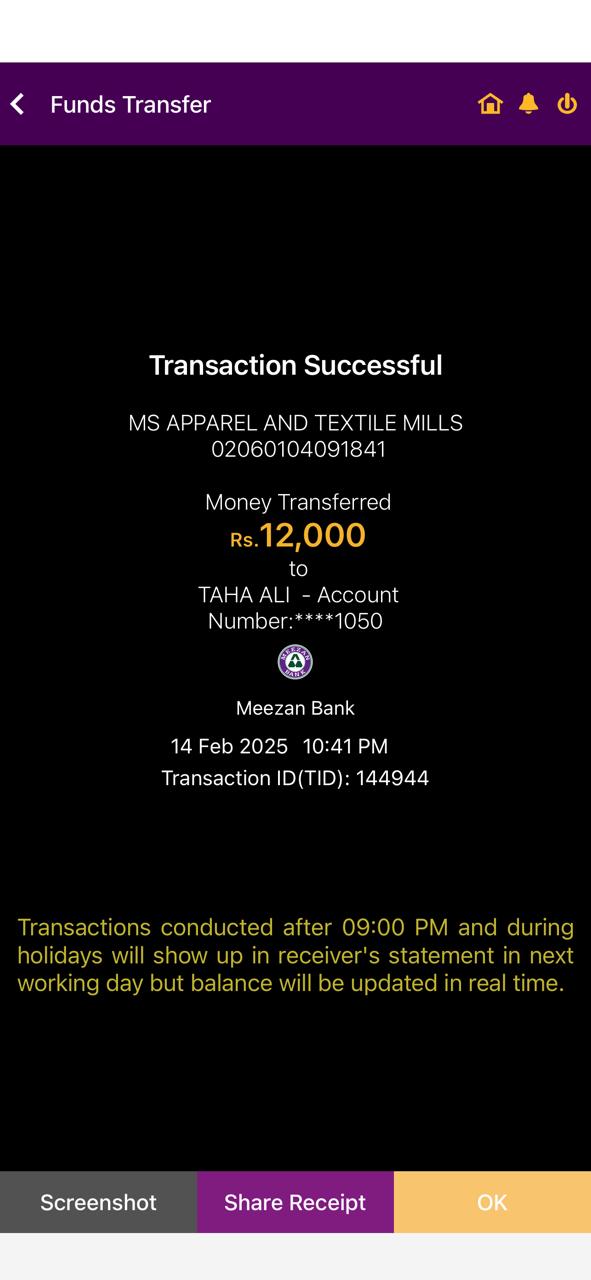 Funds Transfer
Transaction Successful
MS APPAREL AND TEXTILE MILLS
02060104091841
Money Transferred
Rs.12,000
to
TAHA ALI - Account
Number:****1050
MEEZAN
BANK
Meezan Bank
14 Feb 2025 10:41 PM
Transaction ID(TID): 144944
Transactions conducted after 09:00 PM and during
holidays will show up in receiver's statement in next
working day but balance will be updated in real time.
Screenshot
Share Receipt
OK